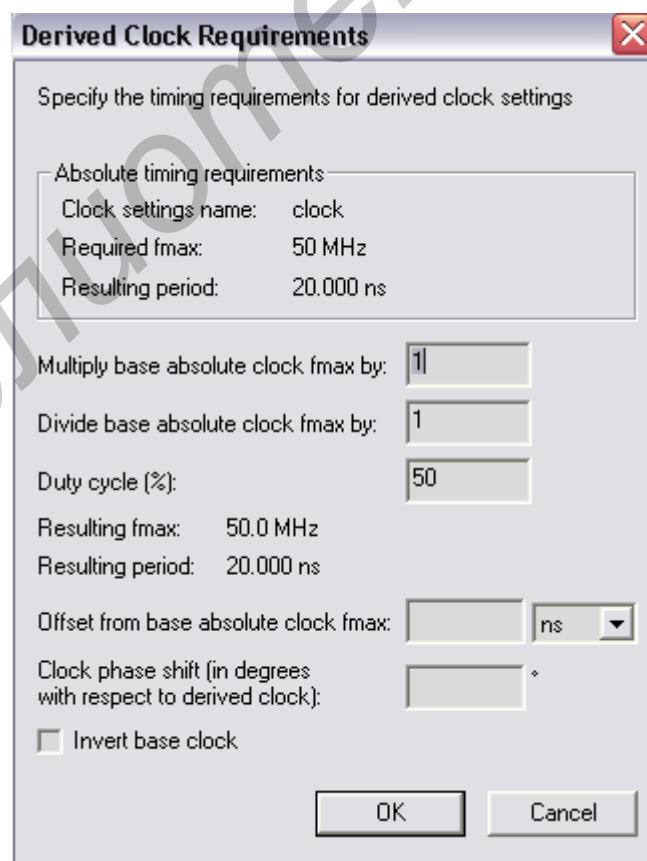 Derived Clock Requirements
Specify the timing requirements for derived clock settings
Absolute timing requirements
Clock settings name: clock
Required fmax: 50 MHz
Resulting period: 20.000 ns
Multiply base absolute clock fmax by: 1
Divide base absolute clock fmax by: 1
Duty cycle (%): 50
Resulting fmax: 50.0 MHz
Resulting period: 20.000 ns
Offset from base absolute clock fmax: ns
Clock phase shift (in degrees
with respect to derived clock): °
Invert base clock
OK Cancel